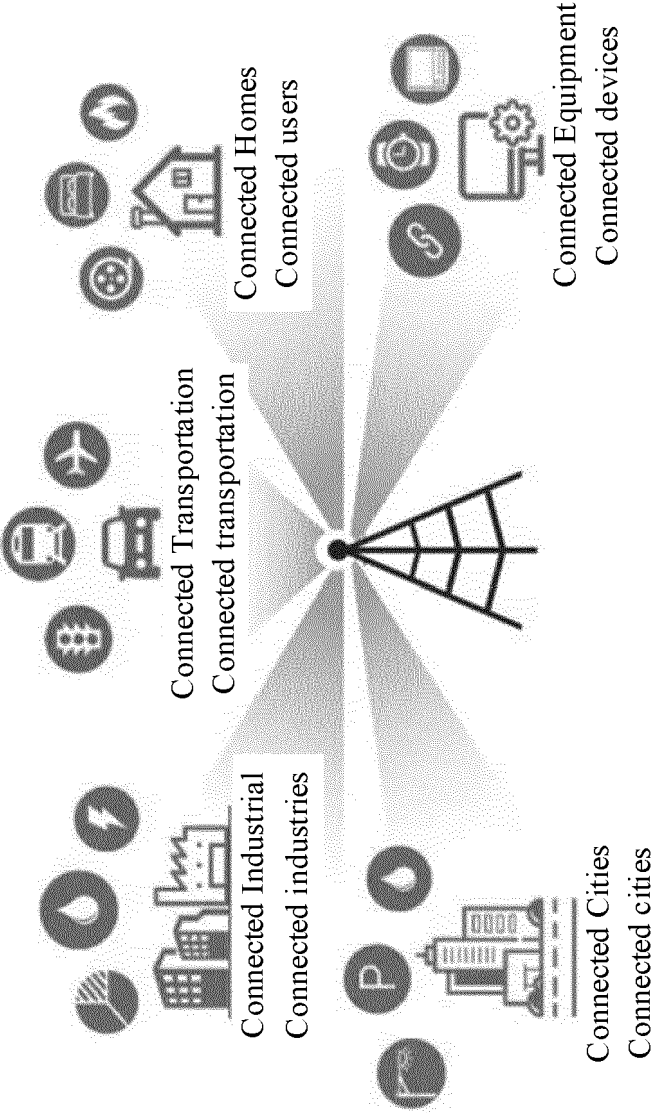 Connected Industrial
Connected industries
Connected Transportation
Connected transportation
Connected Homes
Connected users
Connected Cities
Connected cities
P
Connected Equipment
Connected devices